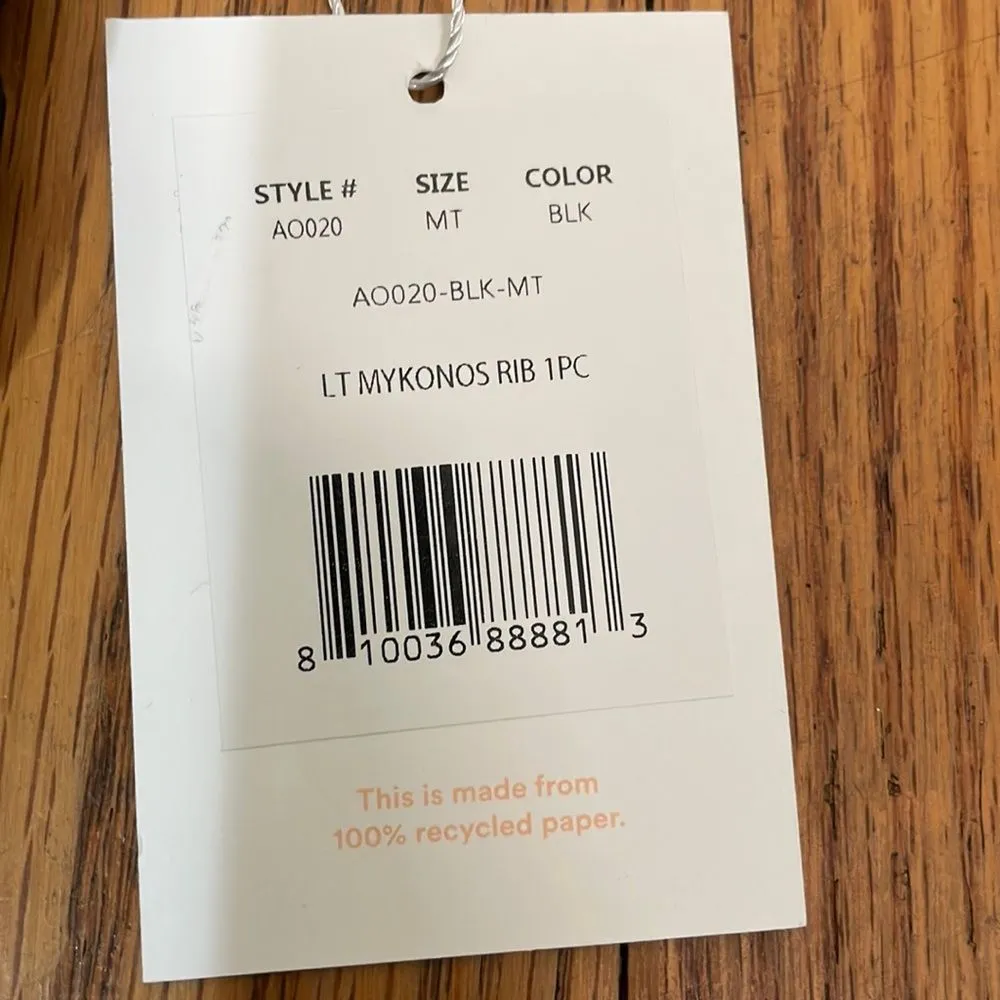 STYLE # SIZE COLOR
AO020 MT BLK
AO020-BLK-MT
LT MYKONOS RIB 1PC
8 10036 88881 3
This is made from
100% recycled paper.